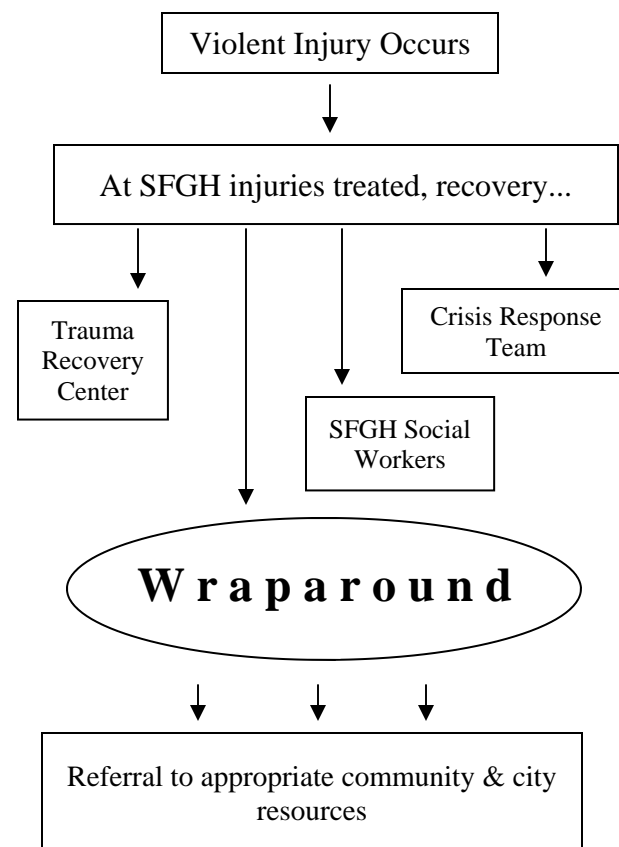 Violent Injury Occurs
At SFGH injuries treated, recovery...
Trauma
Recovery
Center
Crisis Response
Team
SFGH Social
Workers
Wraparound
Referral to appropriate community & city
resources